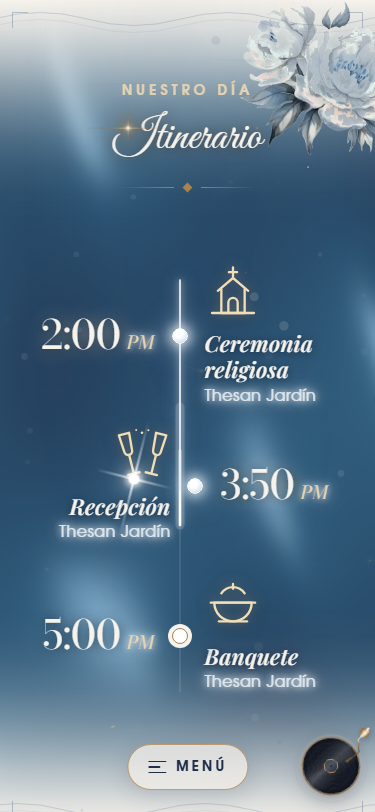 NUESTRO DÍA
Itinerario
2:00 PM
Ceremonia
religiosa
Thesan Jardín
Recepción
Thesan Jardín
3:50 PM
5:00 PM
Banquete
Thesan Jardín
MENÚ